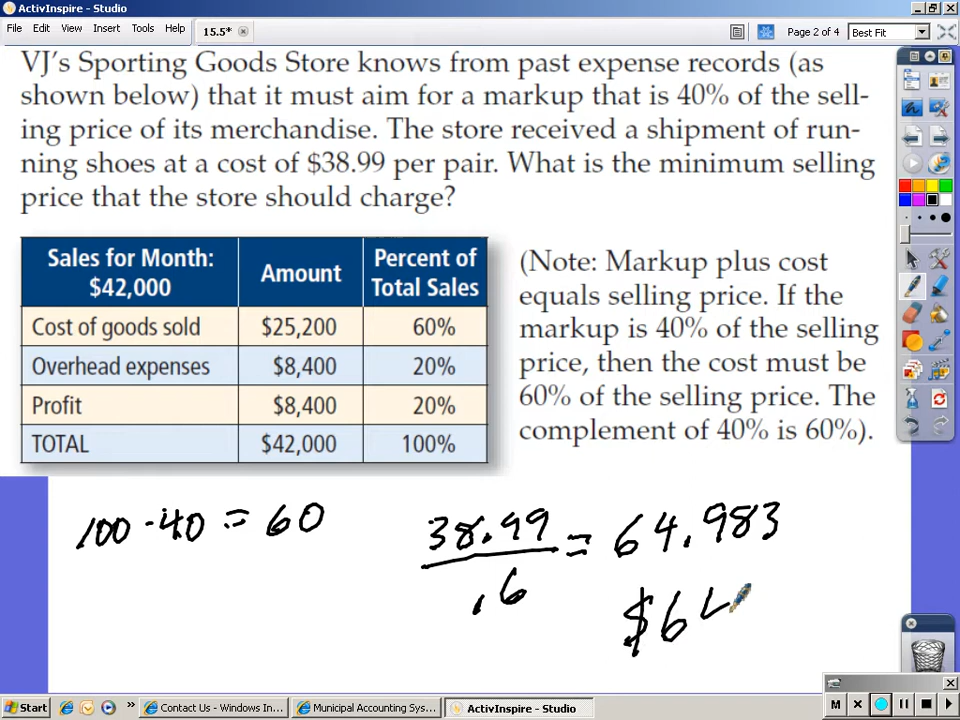 ActivInspire - Studio
File Edit View Insert Tools Help
15.5*
Page 2 of 4
Best Fit
VJ's Sporting Goods Store knows from past expense records (as
shown below) that it must aim for a markup that is 40% of the sell-
ing price of its merchandise. The store received a shipment of run-
ning shoes at a cost of $38.99 per pair. What is the minimum selling
price that the store should charge?
Sales for Month: $42,000 Amount Percent of Total Sales
Cost of goods sold $25,200 60%
Overhead expenses $8,400 20%
Profit $8,400 20%
TOTAL $42,000 100%
(Note: Markup plus cost
equals selling price. If the
markup is 40% of the selling
price, then the cost must be
60% of the selling price. The
complement of 40% is 60%).
100 - 40 = 60
38.99 = 64.983
.6
$64
Start
»
Contact Us - Windows In...
Municipal Accounting Sys...
ActivInspire - Studio
M